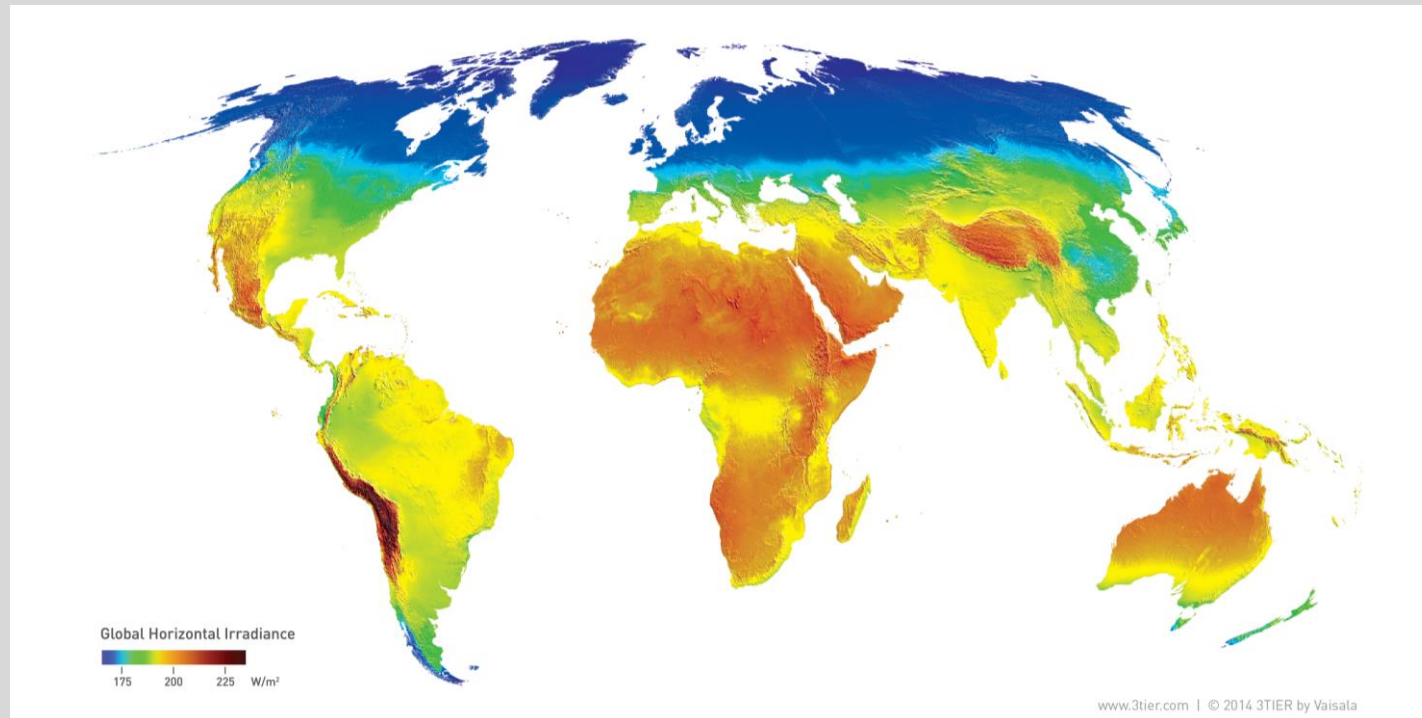 Global Horizontal Irradiance
175 200 225 W/m²
www.3tier.com | © 2014 3TIER by Vaisala